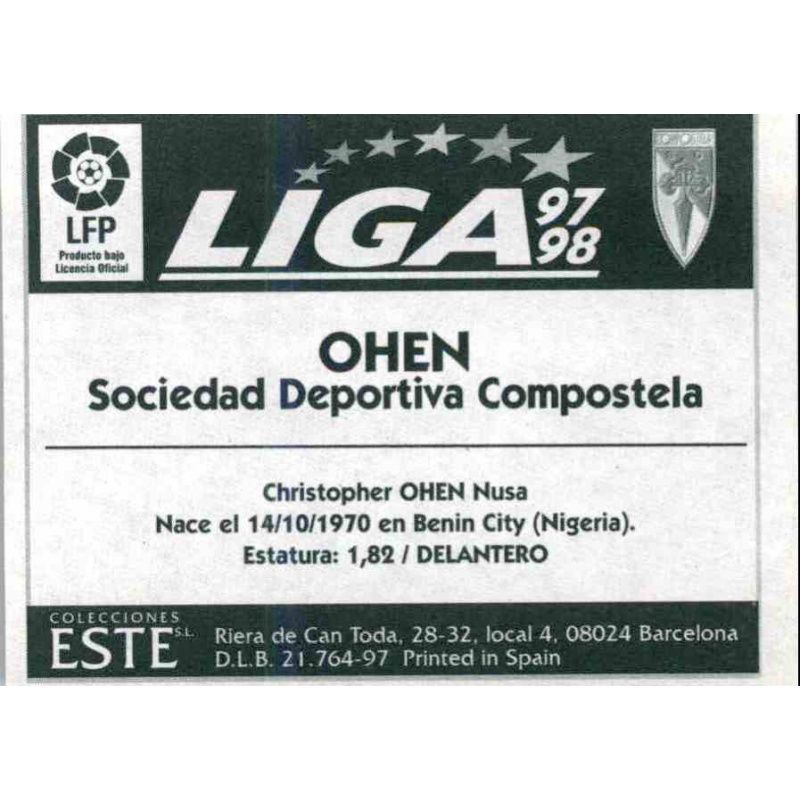 LFP
Producto bajo
Licencia Oficial
LIGA 97 98
OHEN
Sociedad Deportiva Compostela
Christopher OHEN Nusa
Nace el 14/10/1970 en Benin City (Nigeria).
Estatura: 1,82 / DELANTERO
COLECCIONES
ESTE S.L.
Riera de Can Toda, 28-32, local 4, 08024 Barcelona
D.L.B. 21.764-97 Printed in Spain